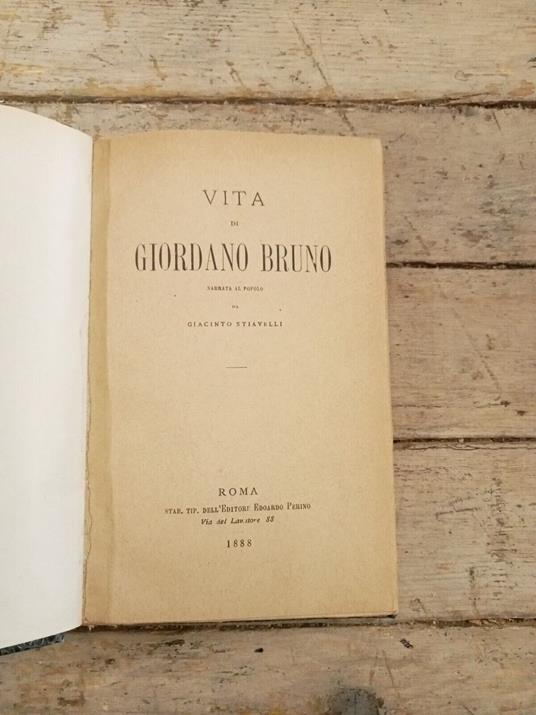 VITA
DI
GIORDANO BRUNO
NARRATA AL POPOLO
DA
GIACINTO STIAVELLI
ROMA
STAB. TIP. DELL'EDITORE EDOARDO PERINO
Via del Lavatore 88
1888